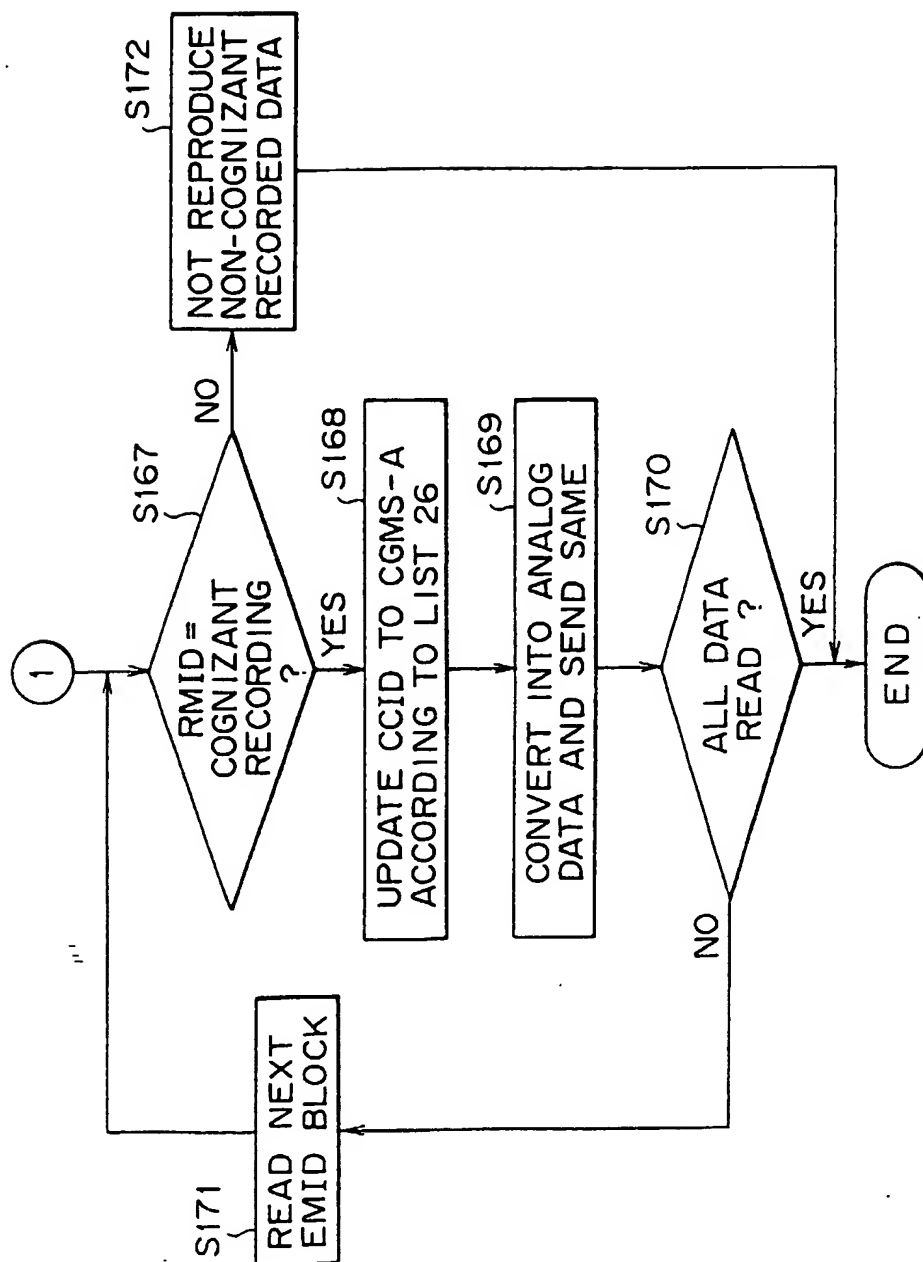 1
S167
RMID=
COGNIZANT
RECORDING
?
NO
S172
NOT REPRODUCE
NON-COGNIZANT
RECORDED DATA
YES
S168
UPDATE CCID TO CGMS-A
ACCORDING TO LIST 26
S169
CONVERT INTO ANALOG
DATA AND SEND SAME
S170
ALL DATA
READ ?
NO
YES
S171
READ NEXT
EMID BLOCK
END